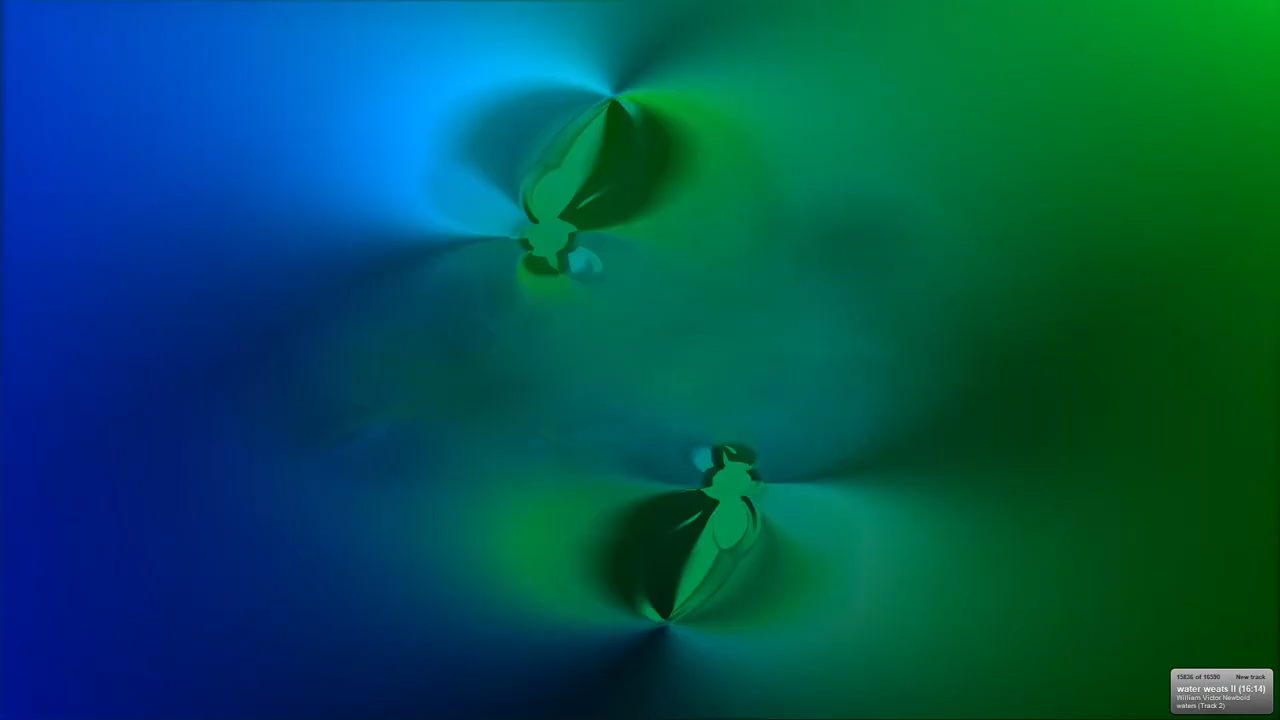 15836 of 16590 New track
water weats II (16:14)
William Victor Newbold
waters (Track 2)